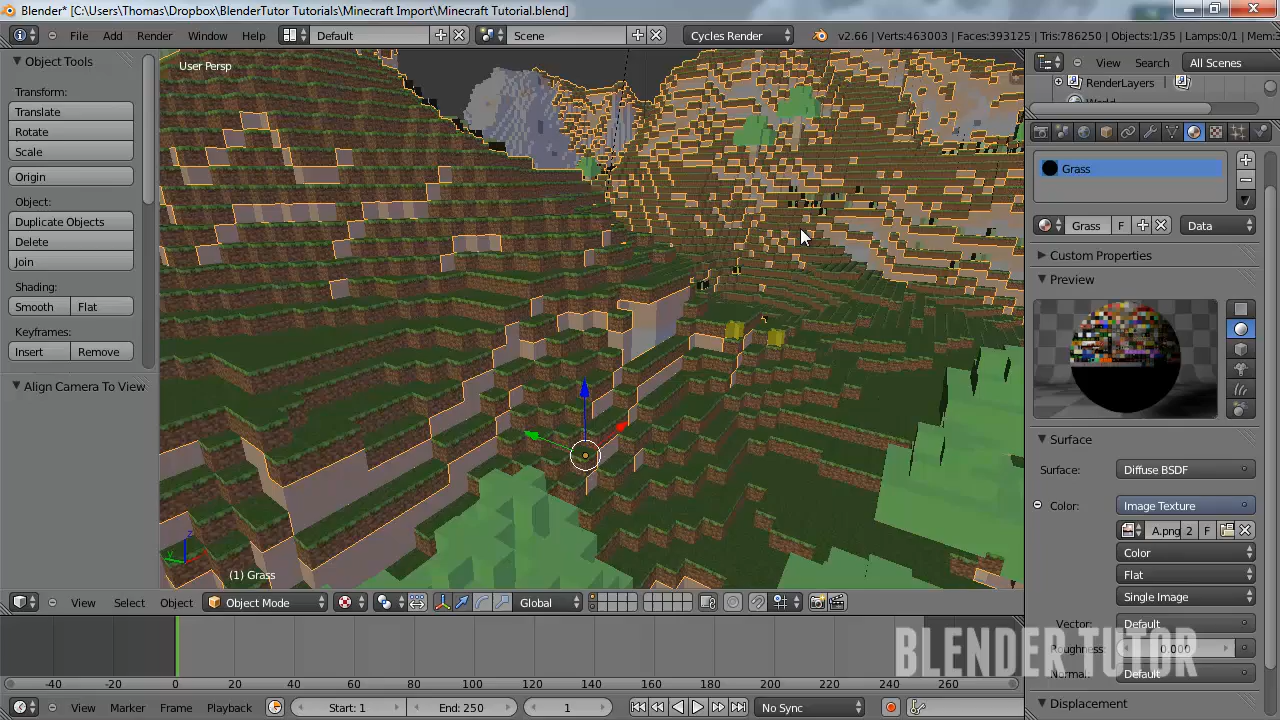 Blender* [C:\Users\Thomas\Dropbox\BlenderTutor Tutorials\Minecraft Import\Minecraft Tutorial.blend]
File Add Render Window Help Default Scene Cycles Render v2.66 | Verts:463003 | Faces:393125 | Tris:786250 | Objects:1/35 | Lamps:0/1 | Mem:3
Object Tools
Transform:
Translate
Rotate
Scale
Origin
Object:
Duplicate Objects
Delete
Join
Shading:
Smooth Flat
Keyframes:
Insert Remove
Align Camera To View
User Persp
(1) Grass
View Search All Scenes
RenderLayers
World
Grass
Grass F Data
Custom Properties
Preview
Surface
Surface: Diffuse BSDF
Color: Image Texture
A.png 2 F
Color
Flat
Single Image
Vector: Default
Roughness: 0.000
Normal: Default
Displacement
View Select Object Object Mode Global
BLENDER TUTOR
-40 -20 0 20 40 60 80 100 120 140 160 180 200 220 240 260
View Marker Frame Playback Start: 1 End: 250 1 No Sync